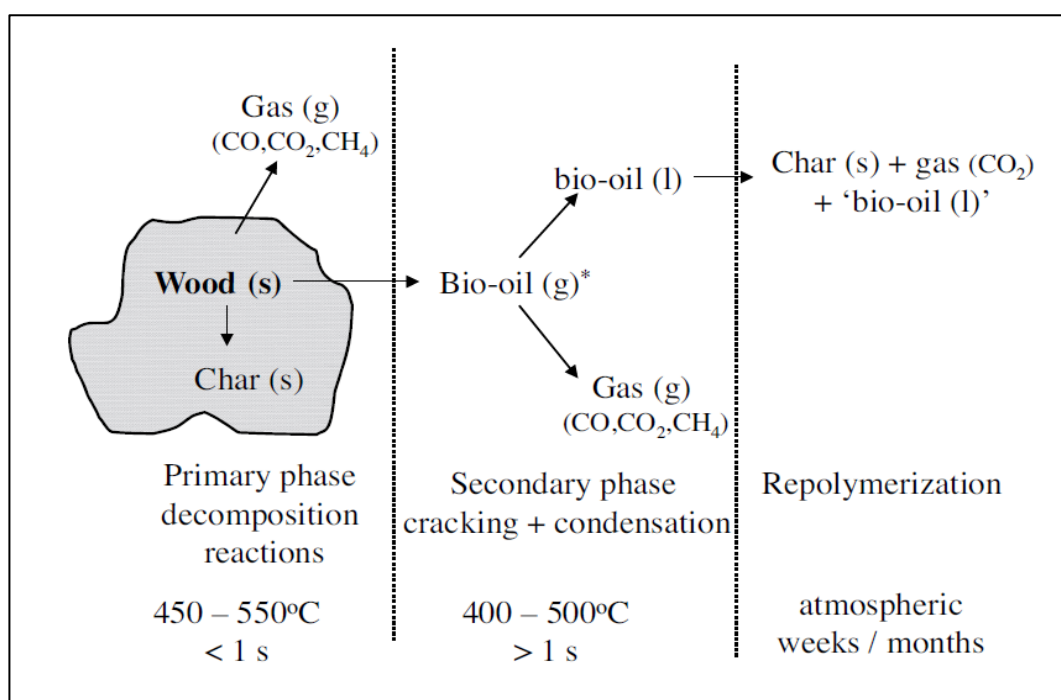 Gas (g)
(CO,CO₂,CH₄)
Wood (s)
Char (s)
Primary phase
decomposition
reactions
450 – 550ºC
< 1 s
bio-oil (l)
Bio-oil (g)*
Gas (g)
(CO,CO₂,CH₄)
Secondary phase
cracking + condensation
400 – 500ºC
> 1 s
Char (s) + gas (CO₂)
+ ‘bio-oil (l)’
Repolymerization
atmospheric
weeks / months